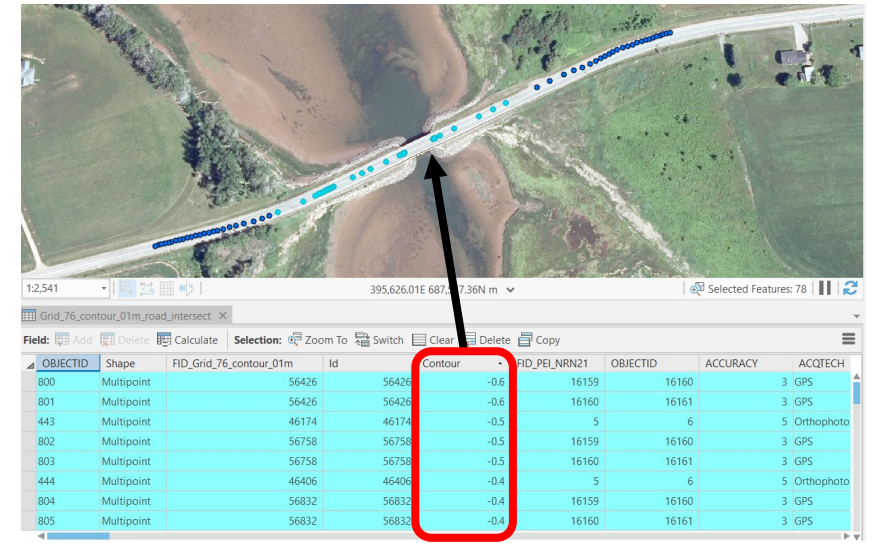 1:2,541 395,626.01E 687, 7.36N m Selected Features: 78
Grid_76_contour_01m_road_intersect
Field: Add Delete Calculate Selection: Zoom To Switch Clear Delete Copy
OBJECTID Shape FID_Grid_76_contour_01m Id Contour FID_PEI_NRN21 OBJECTID ACCURACY ACQTECH
800 Multipoint 56426 56426 -0.6 16159 16160 3 GPS
801 Multipoint 56426 56426 -0.6 16160 16161 3 GPS
443 Multipoint 46174 46174 -0.5 5 6 5 Orthophoto
802 Multipoint 56758 56758 -0.5 16159 16160 3 GPS
803 Multipoint 56758 56758 -0.5 16160 16161 3 GPS
444 Multipoint 46406 46406 -0.4 5 6 5 Orthophoto
804 Multipoint 56832 56832 -0.4 16159 16160 3 GPS
805 Multipoint 56832 56832 -0.4 16160 16161 3 GPS